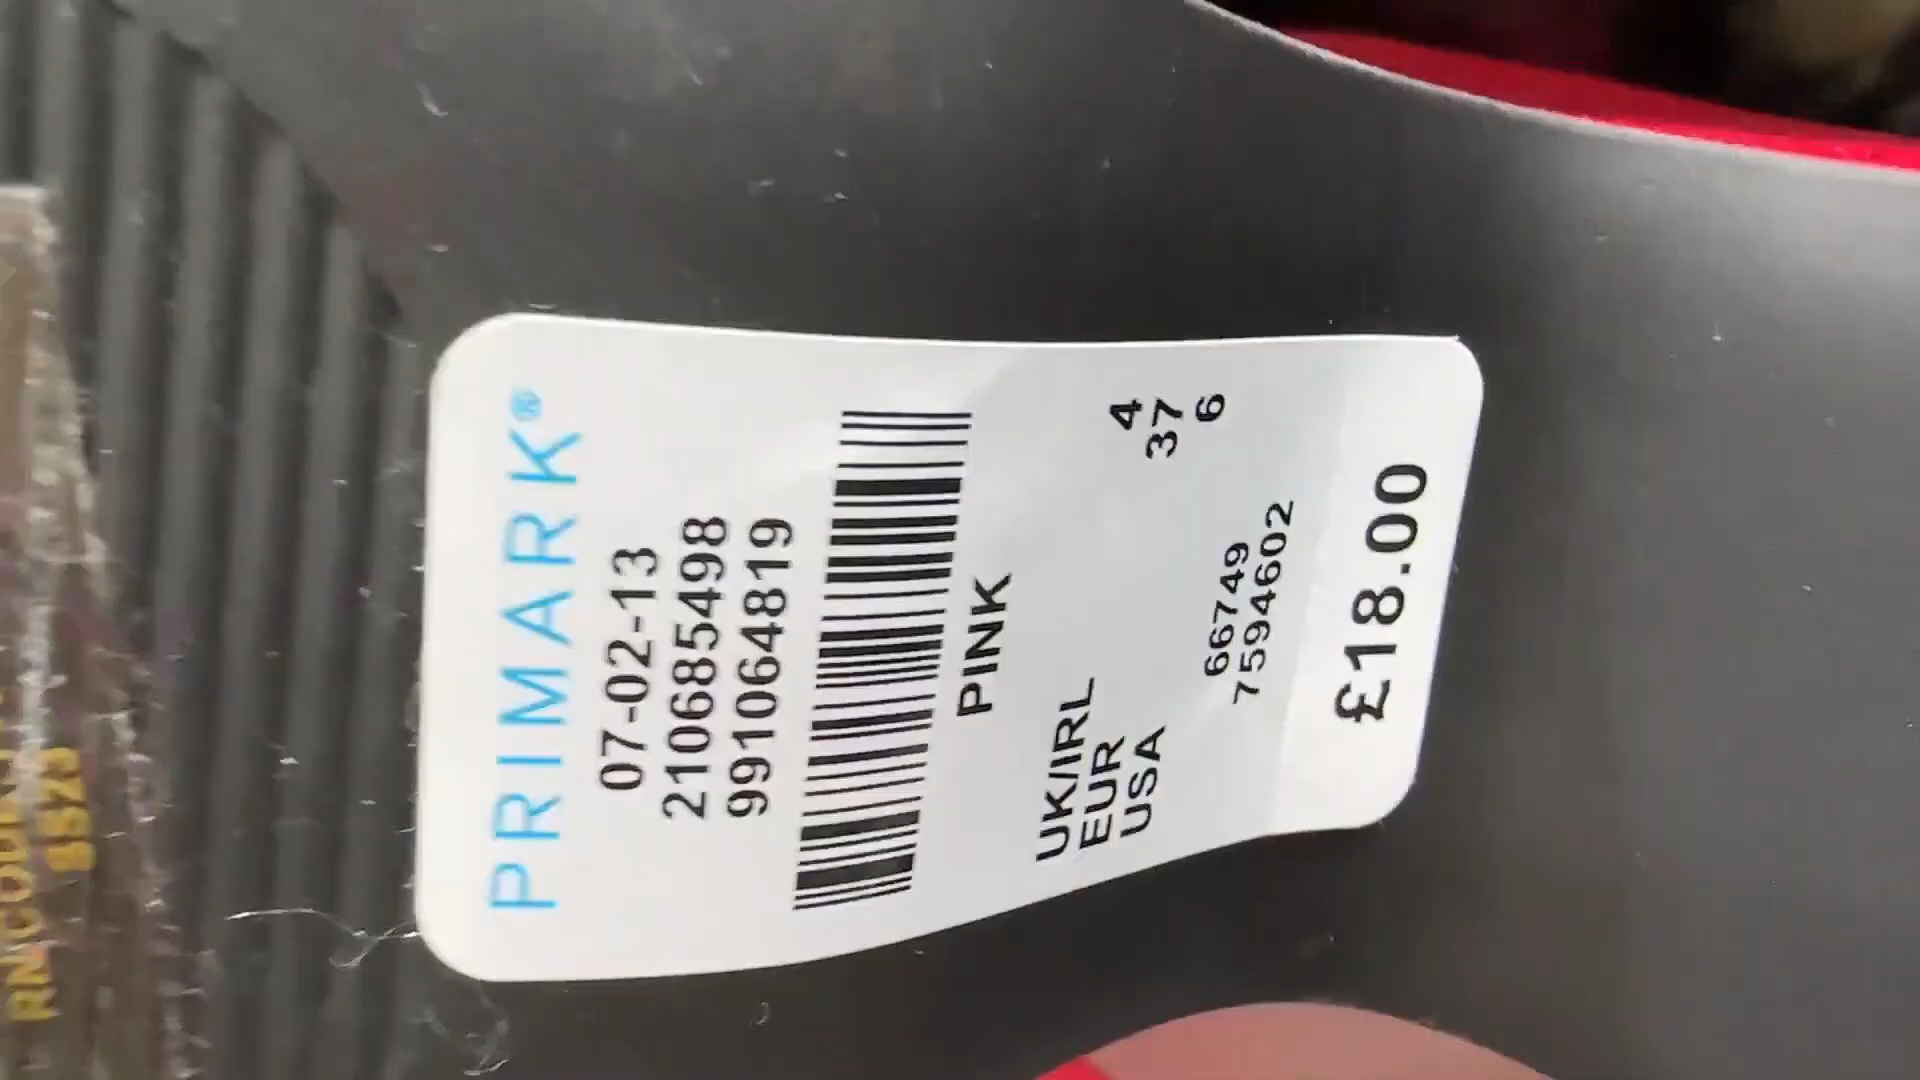 PRIMARK®
07-02-13
210685498
991064819
PINK
UK/IRL 4
EUR 37
USA 6
66749
7594602
£18.00